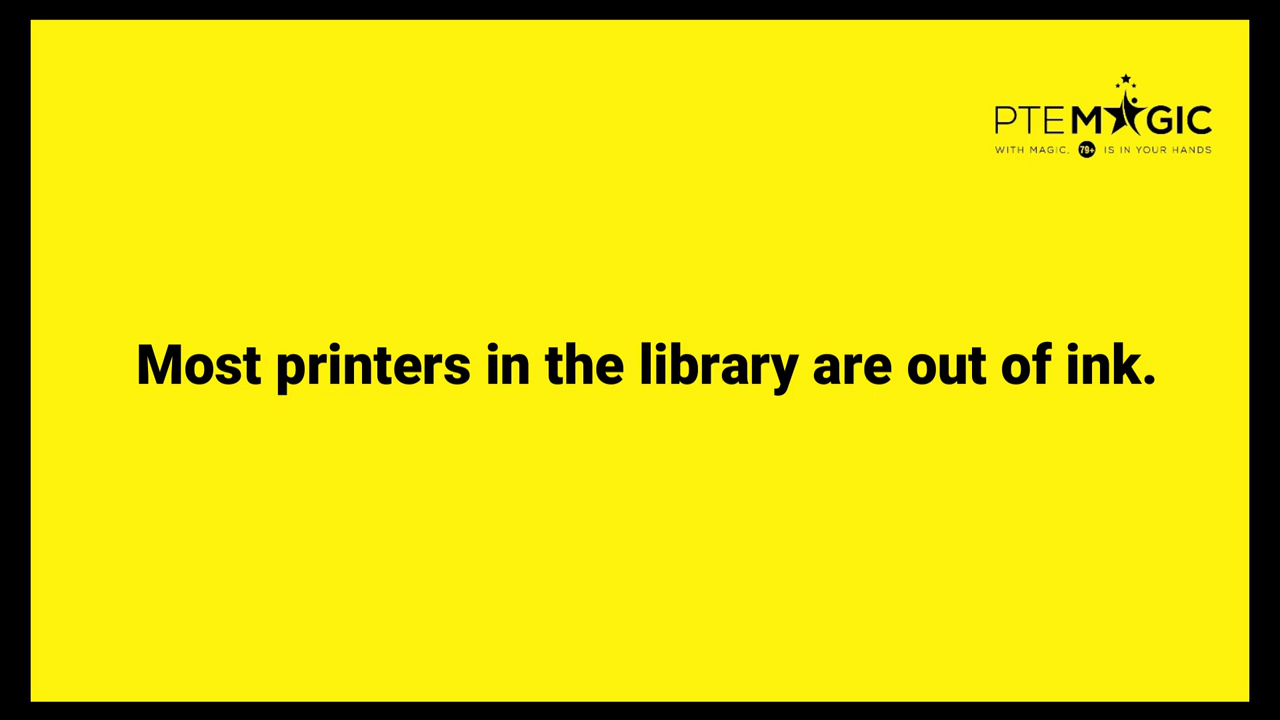 PTEMAGIC
WITH MAGIC, 79+ IS IN YOUR HANDS
Most printers in the library are out of ink.